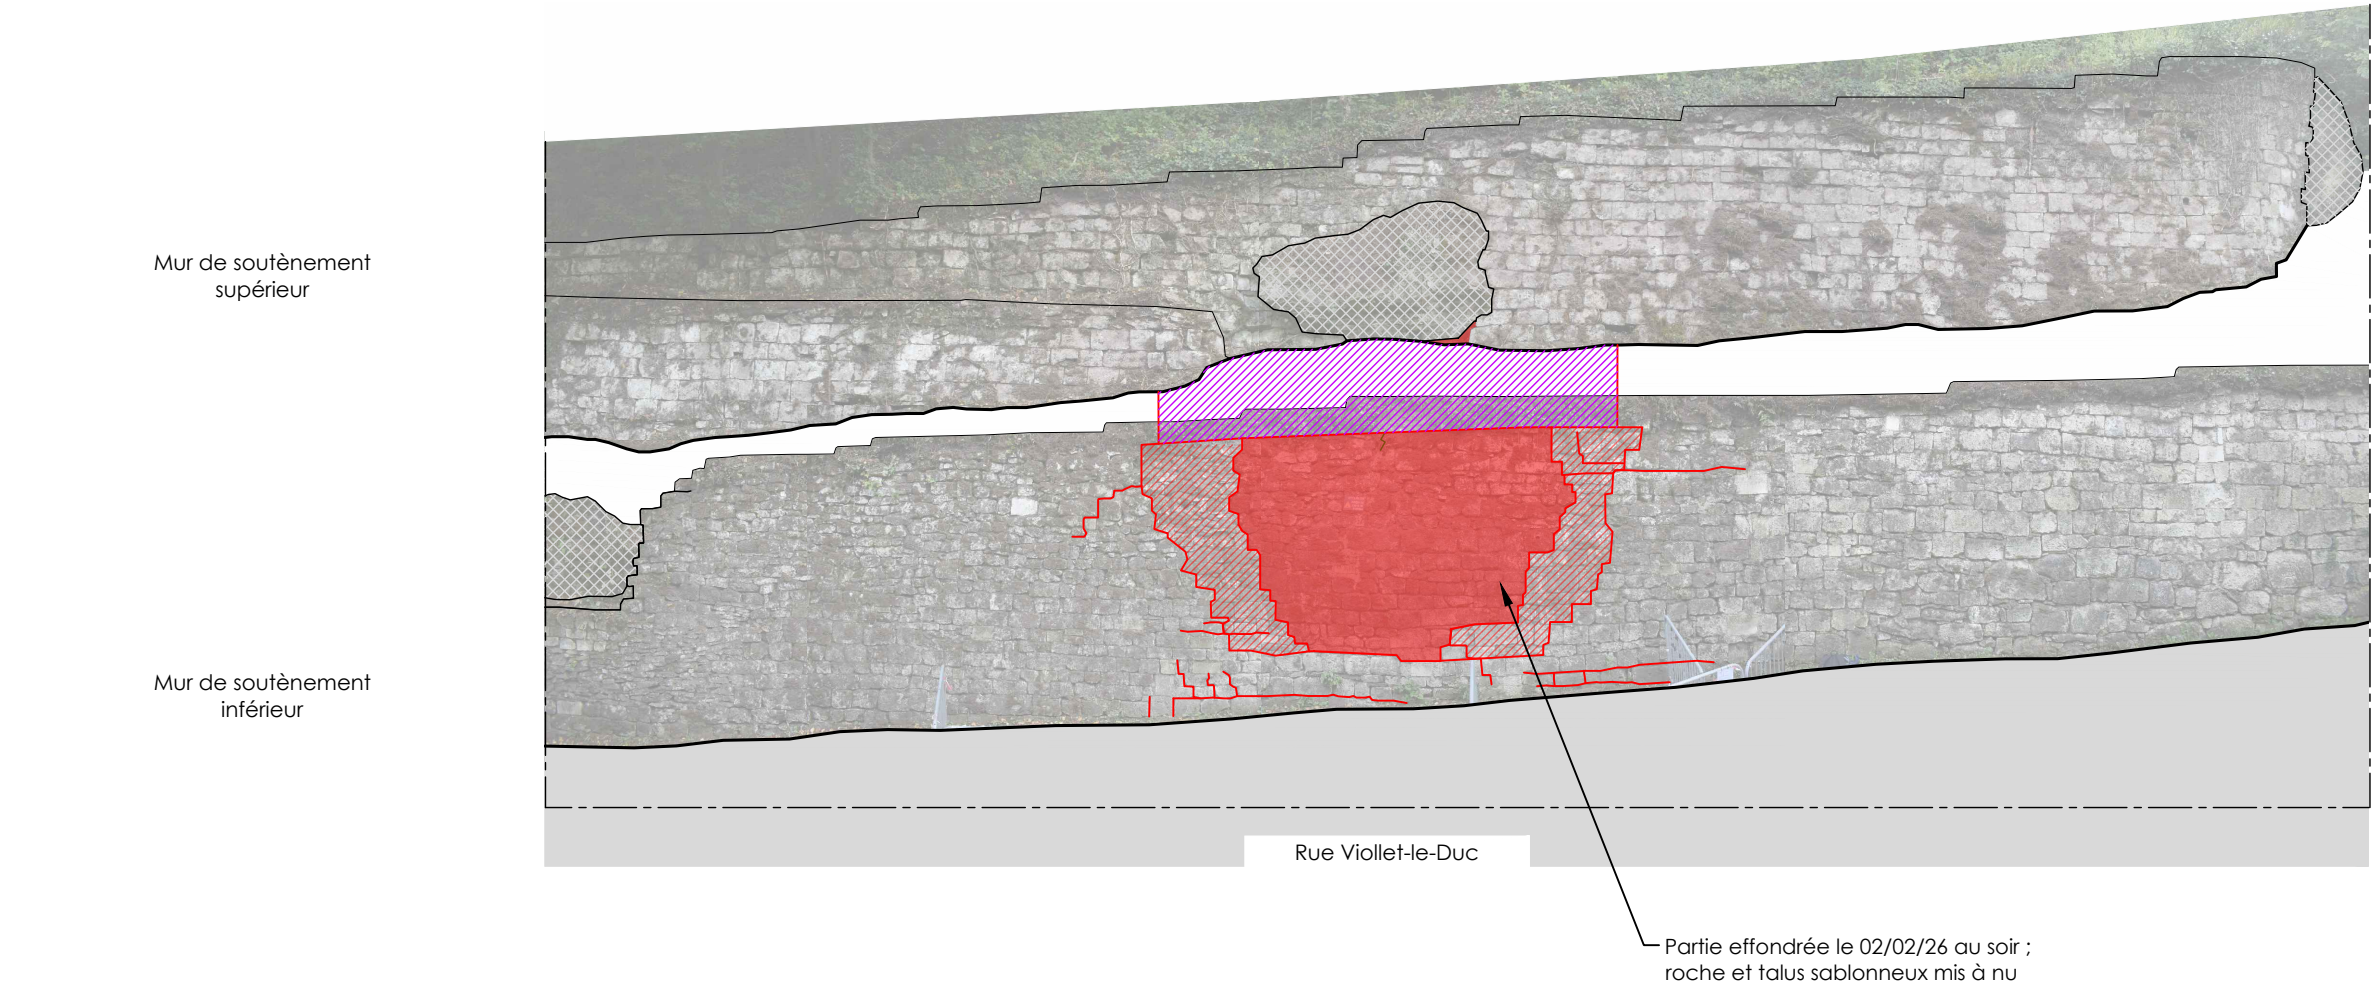 Mur de soutènement
supérieur
Mur de soutènement
inférieur
Rue Viollet-le-Duc
Partie effondrée le 02/02/26 au soir ;
roche et talus sablonneux mis à nu